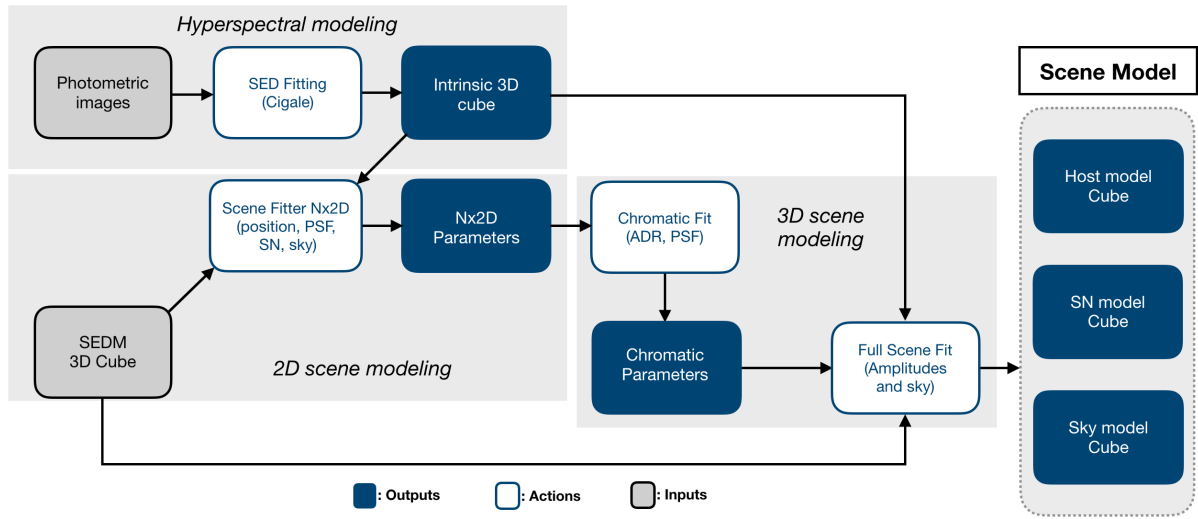 Hyperspectral modeling
Photometric
images
SED Fitting
(Cigale)
Intrinsic 3D
cube
Scene Model
Host model
Cube
SN model
Cube
Sky model
Cube
Scene Fitter Nx2D
(position, PSF,
SN, sky)
Nx2D
Parameters
Chromatic Fit
(ADR, PSF)
3D scene
modeling
SEDM
3D Cube
2D scene modeling
Chromatic
Parameters
Full Scene Fit
(Amplitudes
and sky)
: Outputs
: Actions
: Inputs